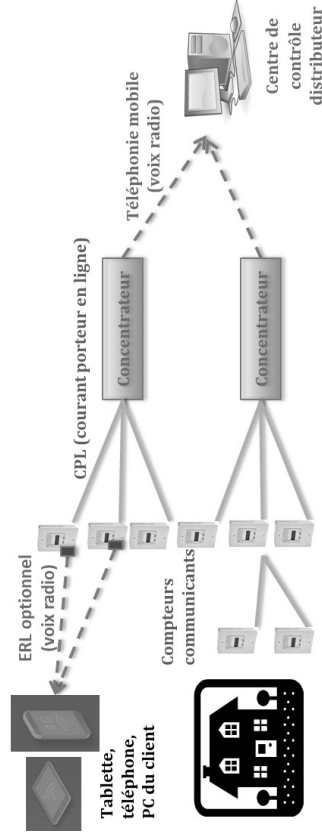 Tablette,
téléphone,
PC du client
ERL optionnel
(voix radio)
Compteurs
communicants
CPL (courant porteur en ligne)
Concentrateur
Concentrateur
Téléphonie mobile
(voix radio)
Centre de
contrôle
distributeur